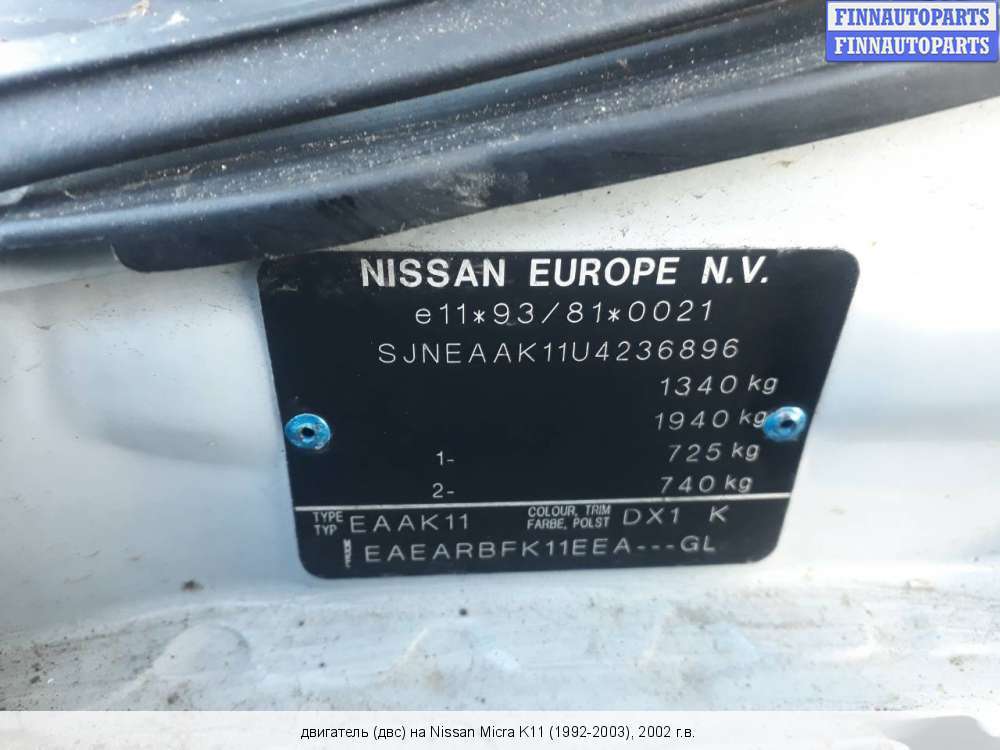 FINNAUTOPARTS
FINNAUTOPARTS
NISSAN EUROPE N.V.
e11*93/81*0021
SJNEAAK11U4236896
1340 kg
1940 kg
1- 725 kg
2- 740 kg
TYPE
TYP EAAK11 COLOUR, TRIM
FARBE, POLST DX1 K
EAEARBFK11EEA---GL
двигатель (двс) на Nissan Micra K11 (1992-2003), 2002 г.в.